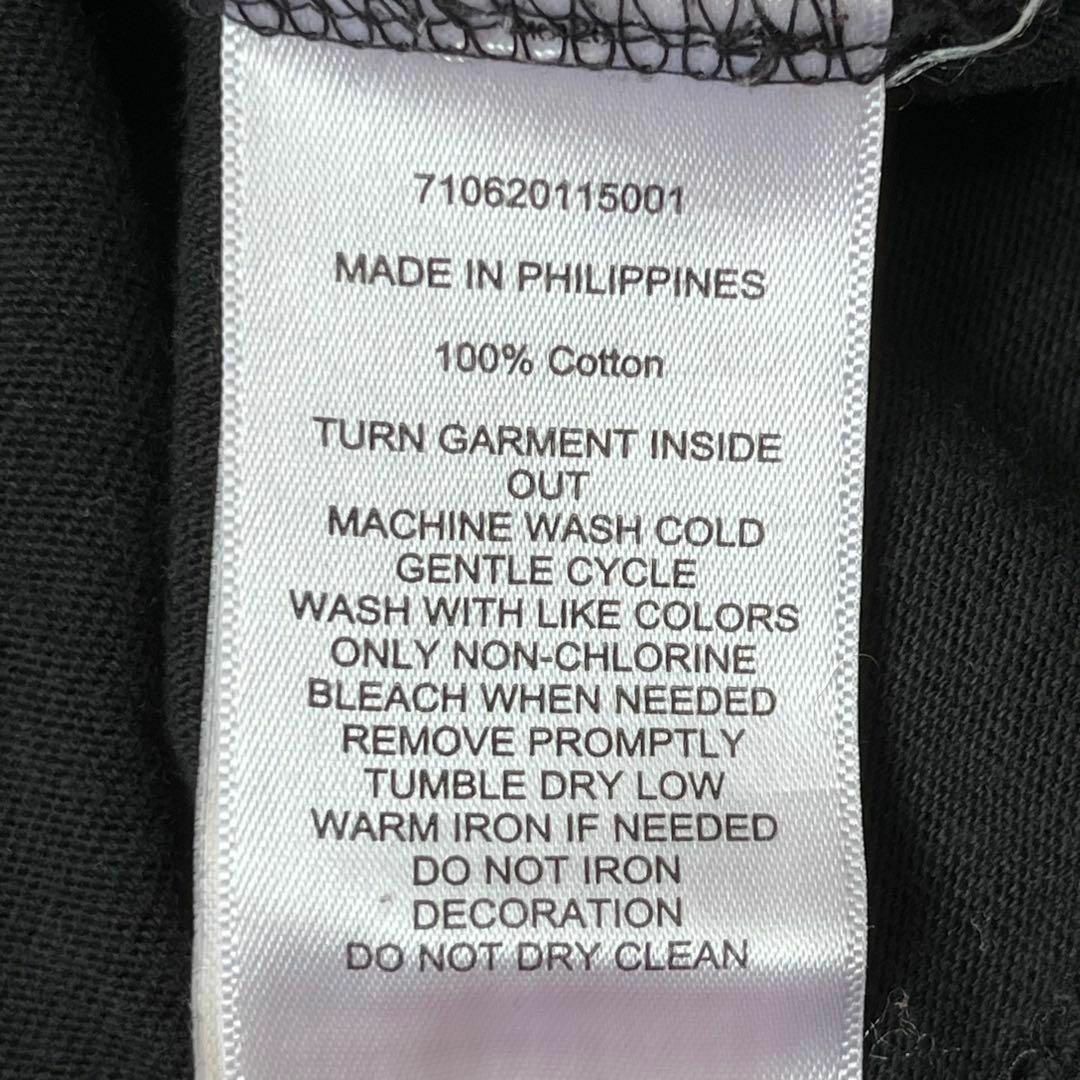 710620115001
MADE IN PHILIPPINES
100% Cotton
TURN GARMENT INSIDE
OUT
MACHINE WASH COLD
GENTLE CYCLE
WASH WITH LIKE COLORS
ONLY NON-CHLORINE
BLEACH WHEN NEEDED
REMOVE PROMPTLY
TUMBLE DRY LOW
WARM IRON IF NEEDED
DO NOT IRON
DECORATION
DO NOT DRY CLEAN